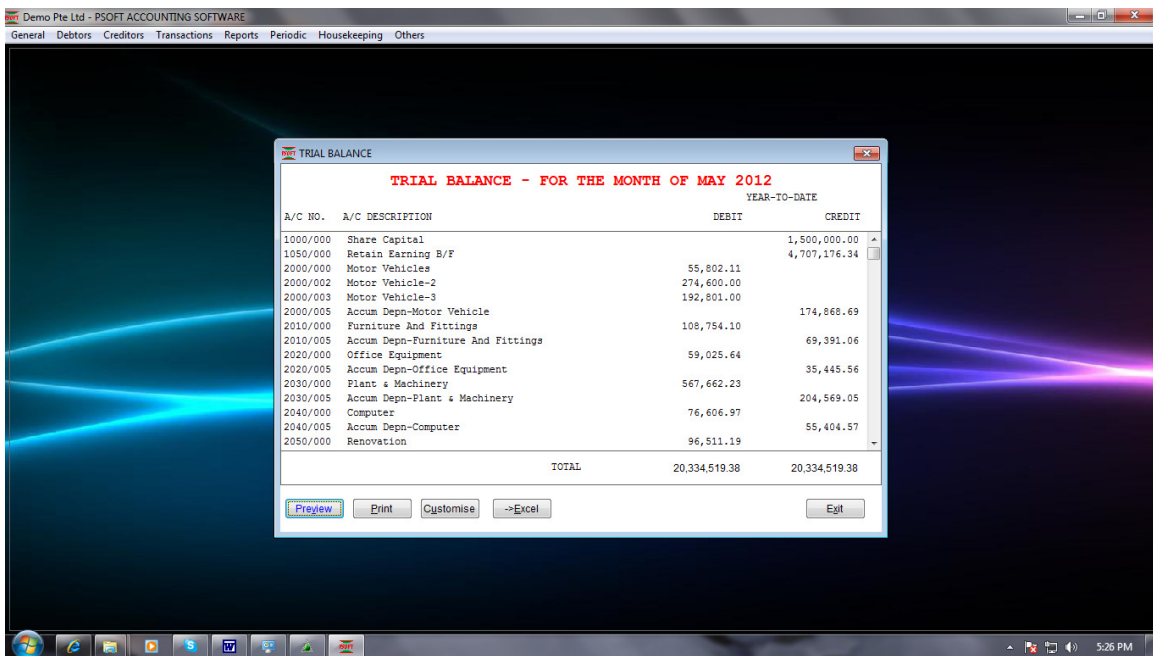 Demo Pte Ltd - PSOFT ACCOUNTING SOFTWARE
General Debtors Creditors Transactions Reports Periodic Housekeeping Others
PSOFT TRIAL BALANCE
TRIAL BALANCE - FOR THE MONTH OF MAY 2012
YEAR-TO-DATE
A/C NO. A/C DESCRIPTION DEBIT CREDIT
1000/000 Share Capital 1,500,000.00
1050/000 Retain Earning B/F 4,707,176.34
2000/000 Motor Vehicles 55,802.11
2000/002 Motor Vehicle-2 274,600.00
2000/003 Motor Vehicle-3 192,801.00
2000/005 Accum Depn-Motor Vehicle 174,868.69
2010/000 Furniture And Fittings 108,754.10
2010/005 Accum Depn-Furniture And Fittings 69,391.06
2020/000 Office Equipment 59,025.64
2020/005 Accum Depn-Office Equipment 35,445.56
2030/000 Plant & Machinery 567,662.23
2030/005 Accum Depn-Plant & Machinery 204,569.05
2040/000 Computer 76,606.97
2040/005 Accum Depn-Computer 55,404.57
2050/000 Renovation 96,511.19
TOTAL 20,334,519.38 20,334,519.38
Preview Print Customise ->Excel Exit
5:26 PM